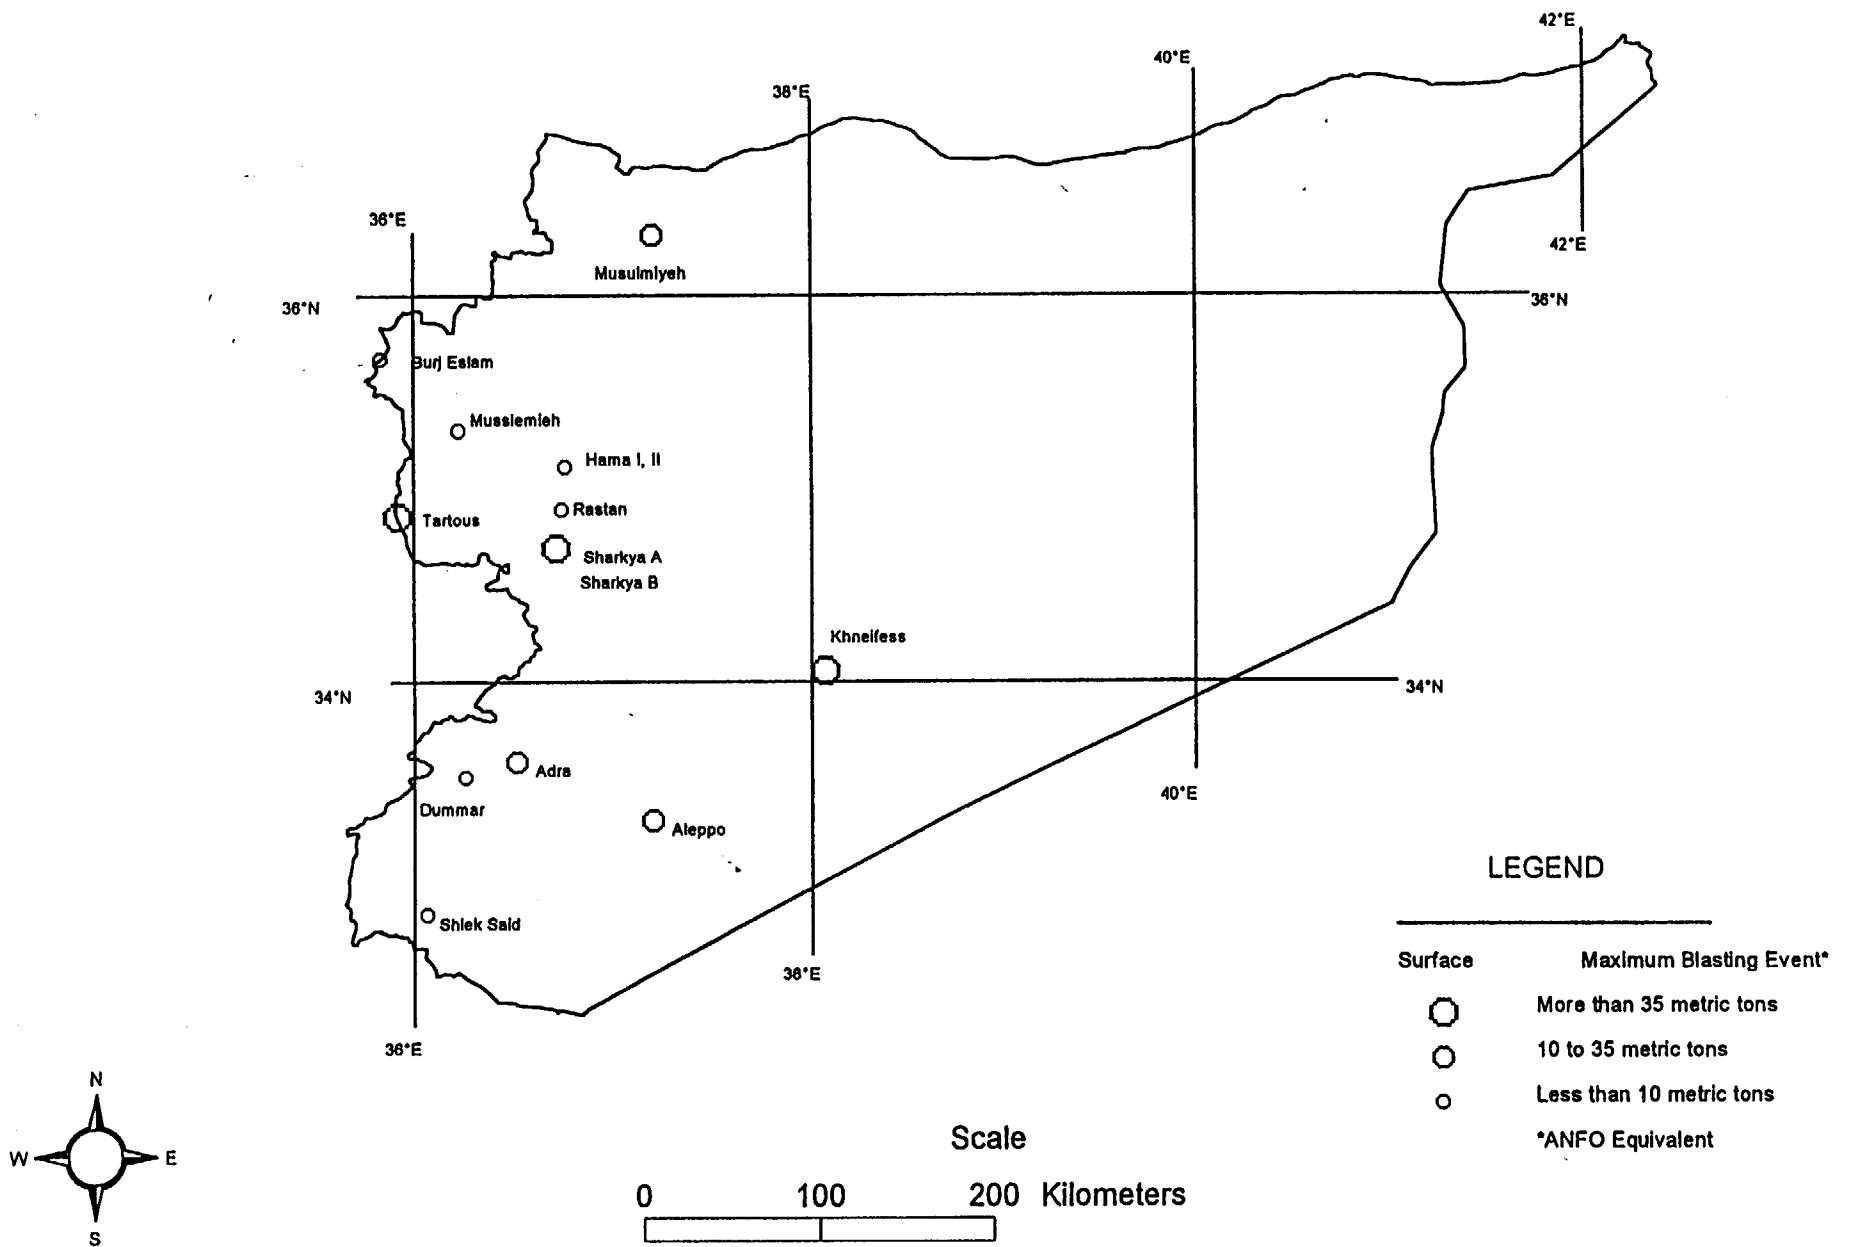 42°E
40°E
38°E
36°E
42°E
Musulmiyeh
36°N
36°N
Burj Eslam
Musslemieh
Hama I, II
Rastan
Tartous
Sharkya A
Sharkya B
Khneifess
34°N
34°N
Adra
Dummar
40°E
Aleppo
LEGEND
Shiek Said
Surface Maximum Blasting Event*
38°E
More than 35 metric tons
36°E
10 to 35 metric tons
N
Less than 10 metric tons
Scale
*ANFO Equivalent
W E
0 100 200 Kilometers
S